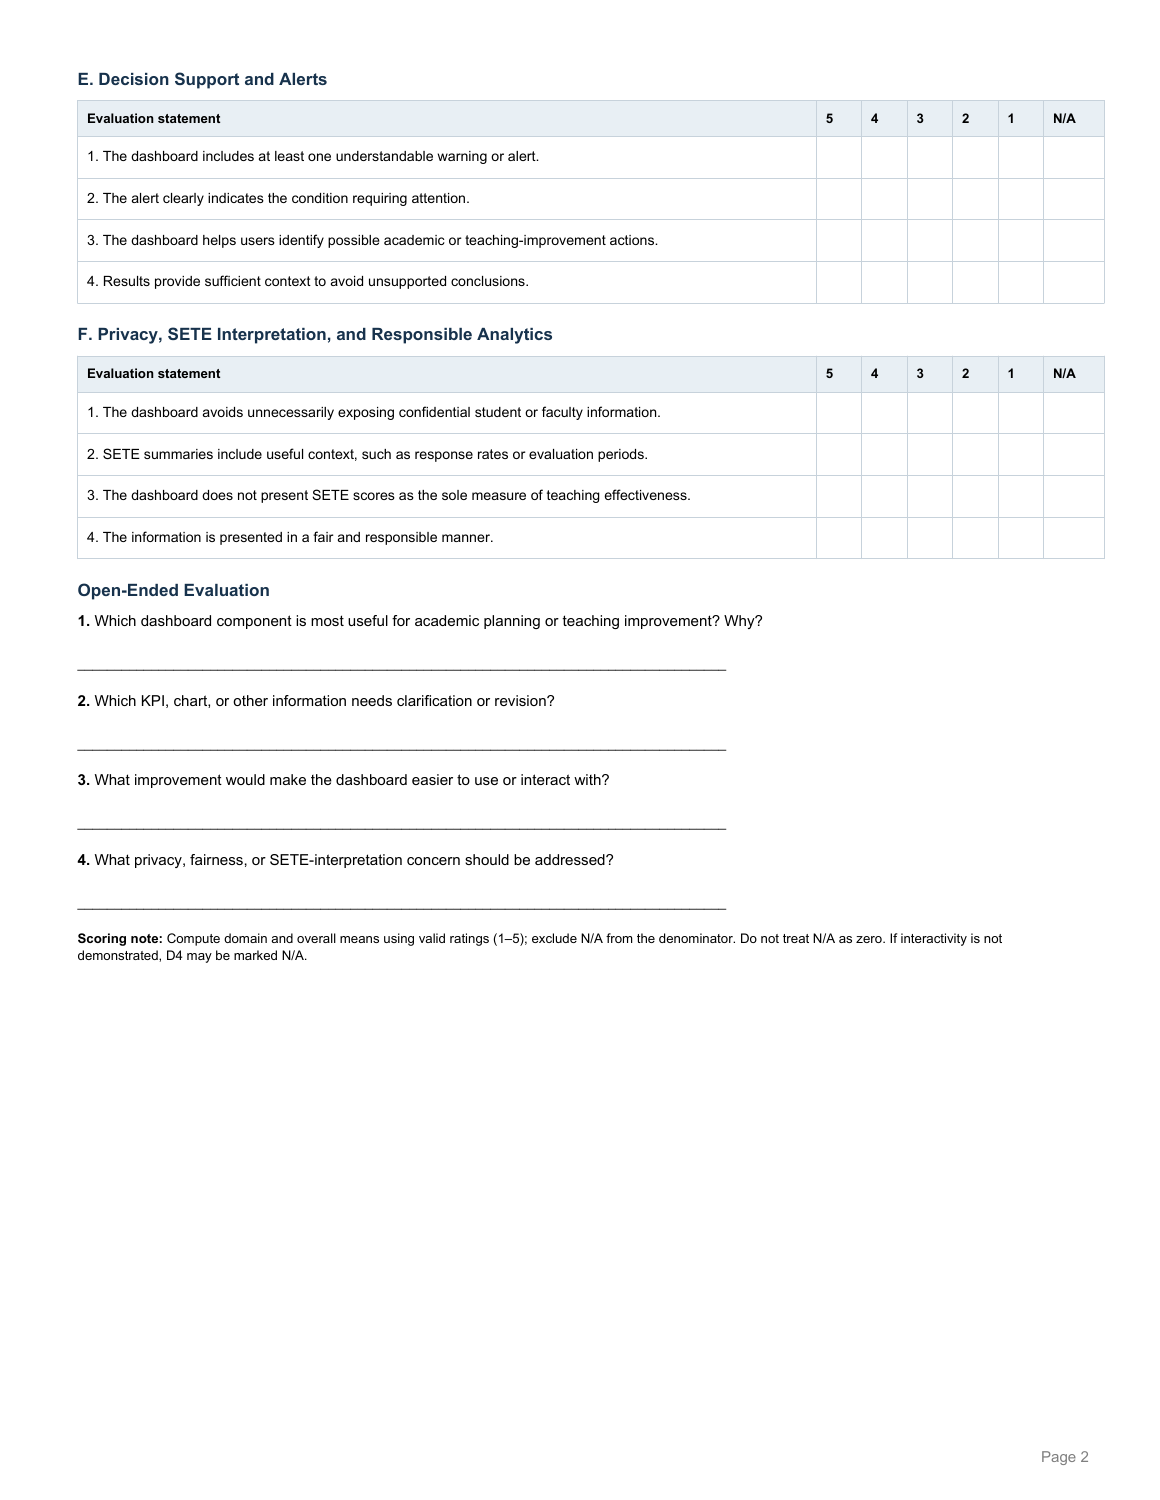 E. Decision Support and Alerts
Evaluation statement 5 4 3 2 1 N/A
1. The dashboard includes at least one understandable warning or alert.
2. The alert clearly indicates the condition requiring attention.
3. The dashboard helps users identify possible academic or teaching-improvement actions.
4. Results provide sufficient context to avoid unsupported conclusions.
F. Privacy, SETE Interpretation, and Responsible Analytics
Evaluation statement 5 4 3 2 1 N/A
1. The dashboard avoids unnecessarily exposing confidential student or faculty information.
2. SETE summaries include useful context, such as response rates or evaluation periods.
3. The dashboard does not present SETE scores as the sole measure of teaching effectiveness.
4. The information is presented in a fair and responsible manner.
Open-Ended Evaluation
1. Which dashboard component is most useful for academic planning or teaching improvement? Why?
2. Which KPI, chart, or other information needs clarification or revision?
3. What improvement would make the dashboard easier to use or interact with?
4. What privacy, fairness, or SETE-interpretation concern should be addressed?
Scoring note: Compute domain and overall means using valid ratings (1–5); exclude N/A from the denominator. Do not treat N/A as zero. If interactivity is not
demonstrated, D4 may be marked N/A.
Page 2